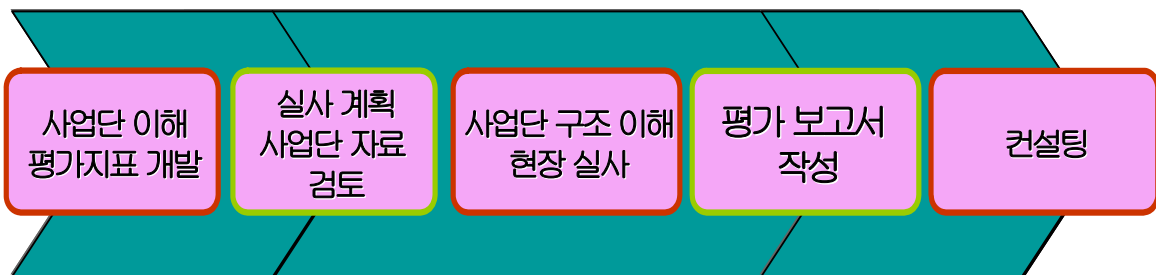 사업단 이해
평가지표 개발
실사 계획
사업단 자료
검토
사업단 구조 이해
현장 실사
평가 보고서
작성
컨설팅